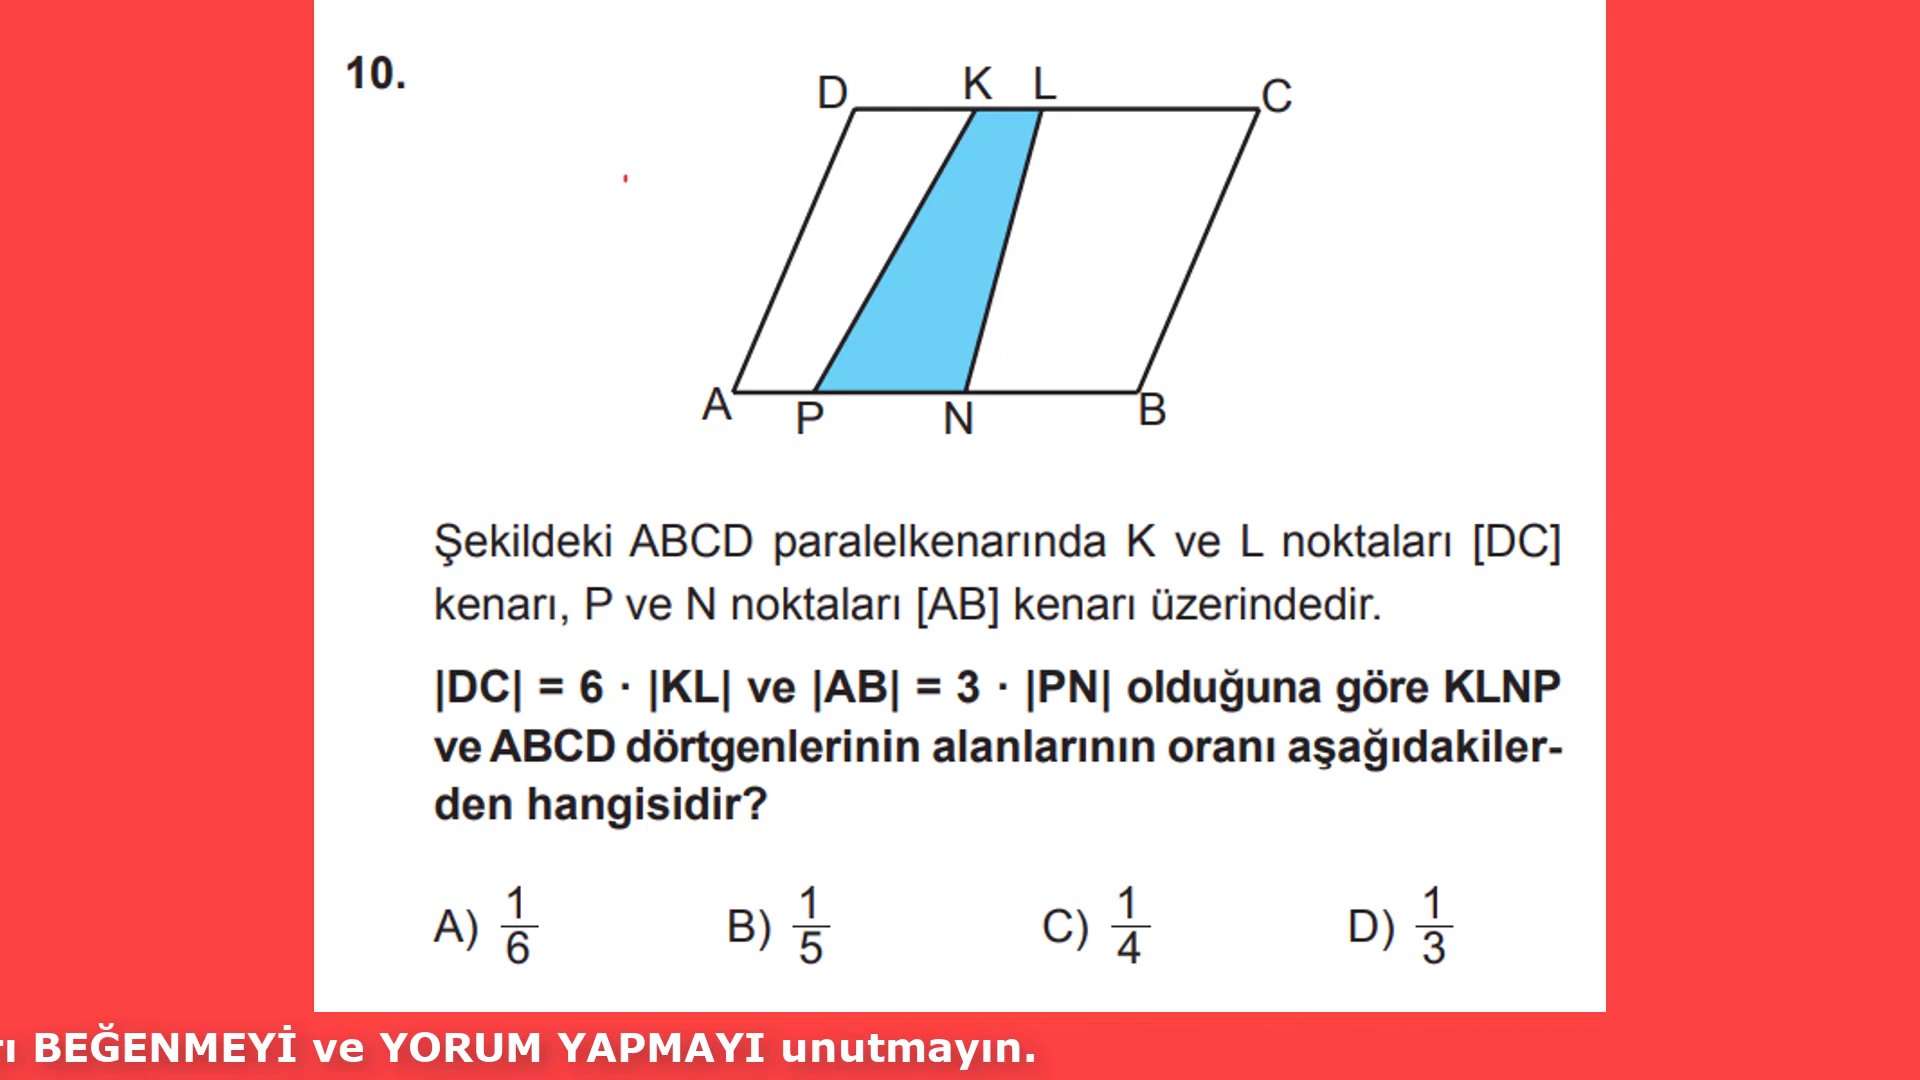 10.
D K L C
A P N B
Şekildeki ABCD paralelkenarında K ve L noktaları [DC]
kenarı, P ve N noktaları [AB] kenarı üzerindedir.
|DC| = 6 · |KL| ve |AB| = 3 · |PN| olduğuna göre KLNP
ve ABCD dörtgenlerinin alanlarının oranı aşağıdakiler-
den hangisidir?
A) 1/6 B) 1/5 C) 1/4 D) 1/3
BEĞENMEYİ ve YORUM YAPMAYI unutmayın.